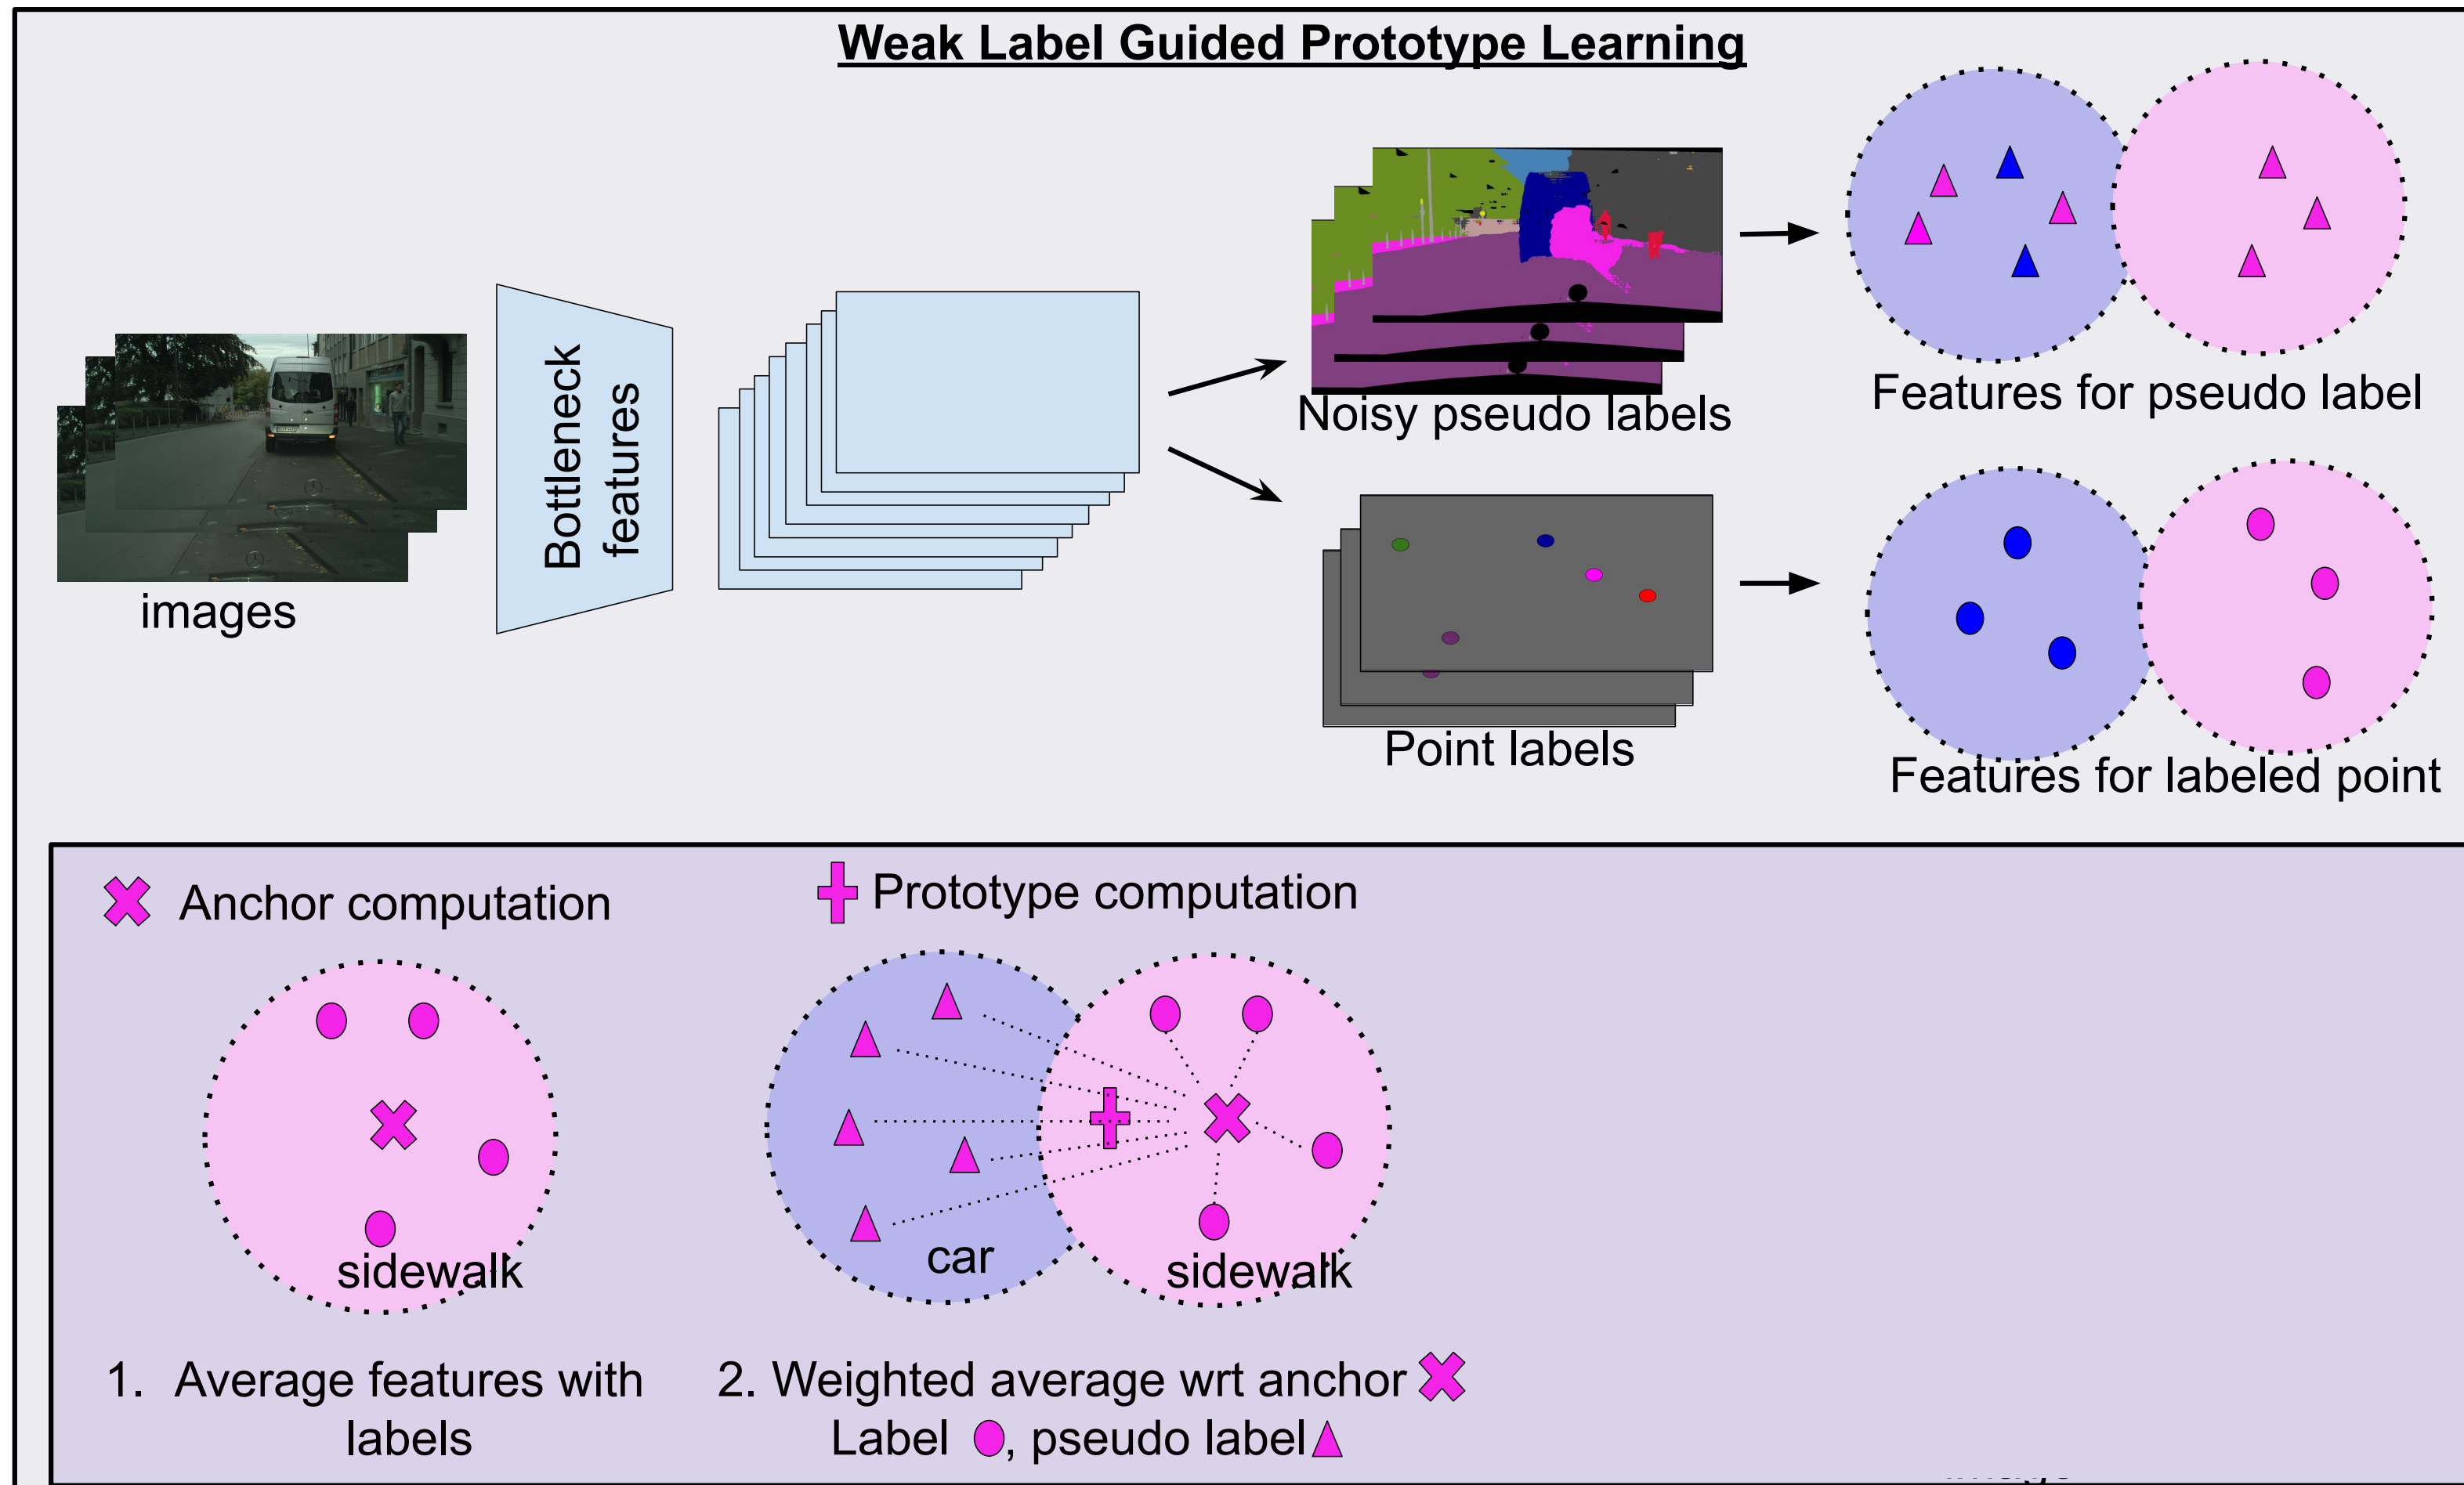 Weak Label Guided Prototype Learning
images
Bottleneck
features
Noisy pseudo labels
Features for pseudo label
Point labels
Features for labeled point
Anchor computation
Prototype computation
sidewalk
car
sidewalk
1. Average features with
labels
2. Weighted average wrt anchor
Label , pseudo label